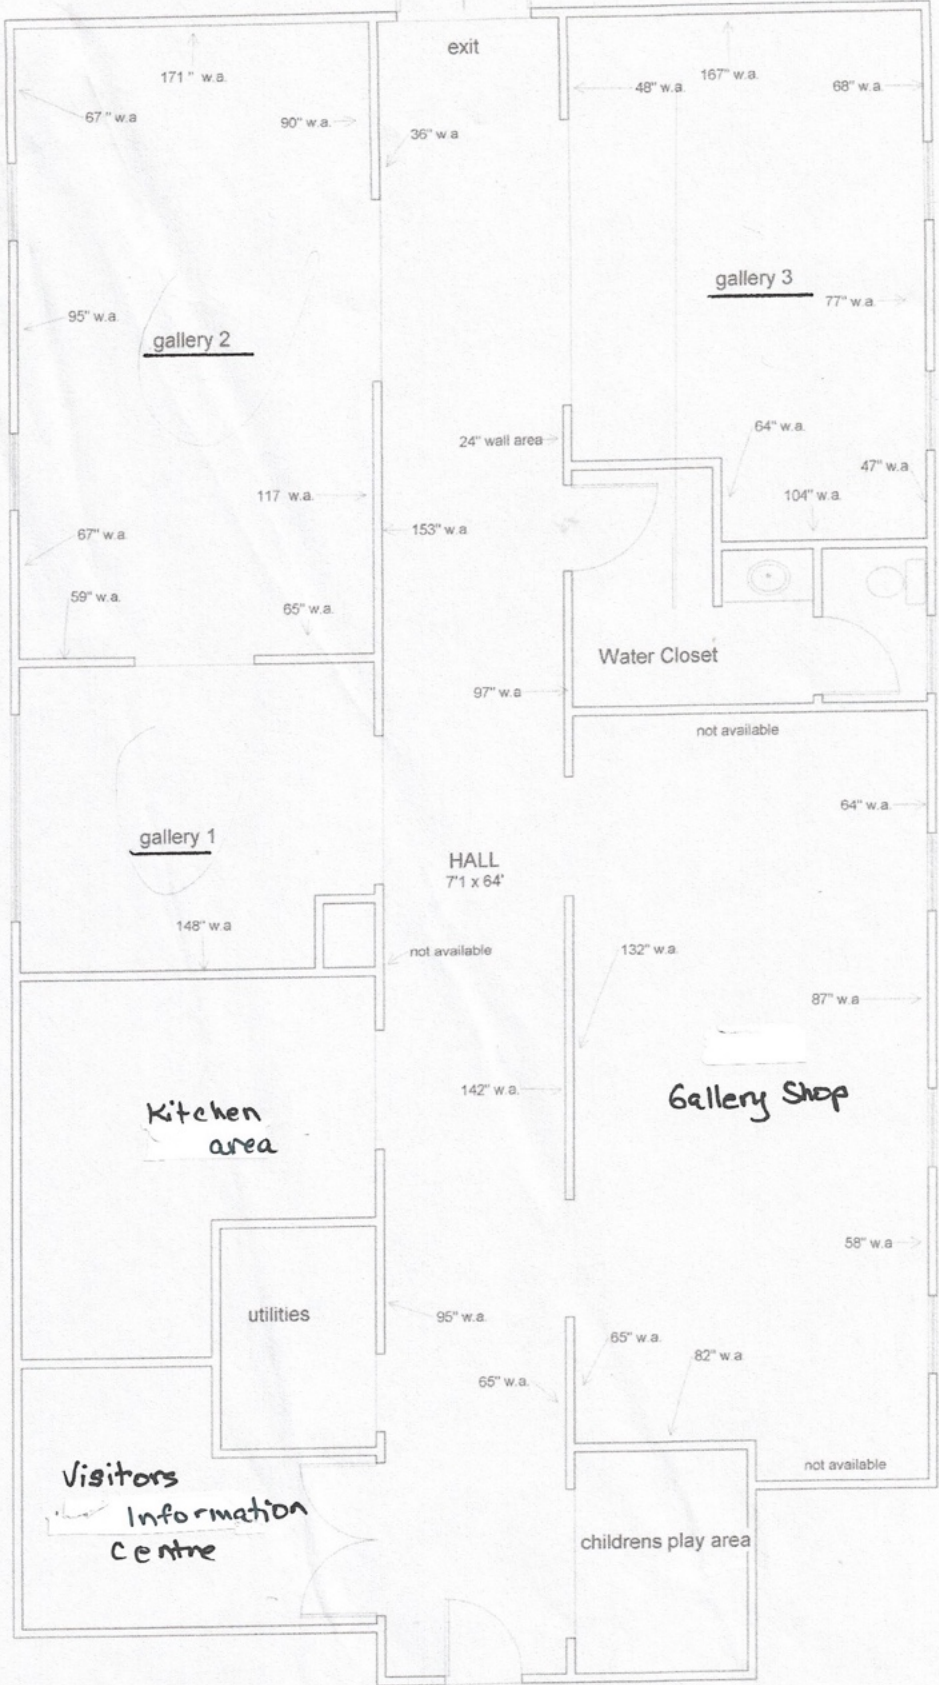 exit
171 " w.a.
167" w.a.
48" w.a.
68" w.a.
67" w.a
90" w.a.
36" w.a
gallery 3
77" w.a.
95" w.a.
gallery 2
64" w.a.
24" wall area
47" w.a
117 w.a.
104" w.a.
67" w.a.
153" w.a
59" w.a.
65" w.a.
Water Closet
97" w.a
not available
64" w.a.
gallery 1
HALL
7'1 x 64'
148" w.a
not available
132" w.a.
87" w.a
142" w.a.
Gallery Shop
Kitchen
area
58" w.a
utilities
95" w.a.
65" w.a.
82" w.a
65" w.a.
not available
Visitors
Information
Centre
childrens play area